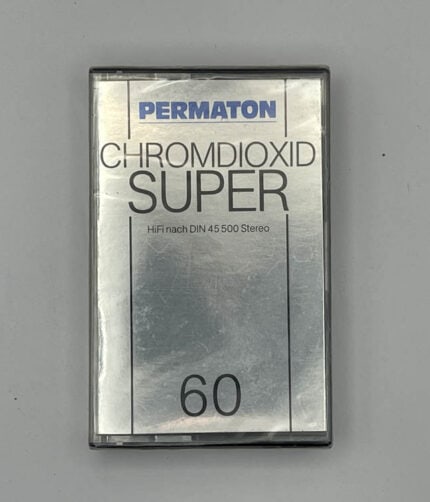 PERMATON
CHROMDIOXID
SUPER
HiFi nach DIN 45 500 Stereo
60